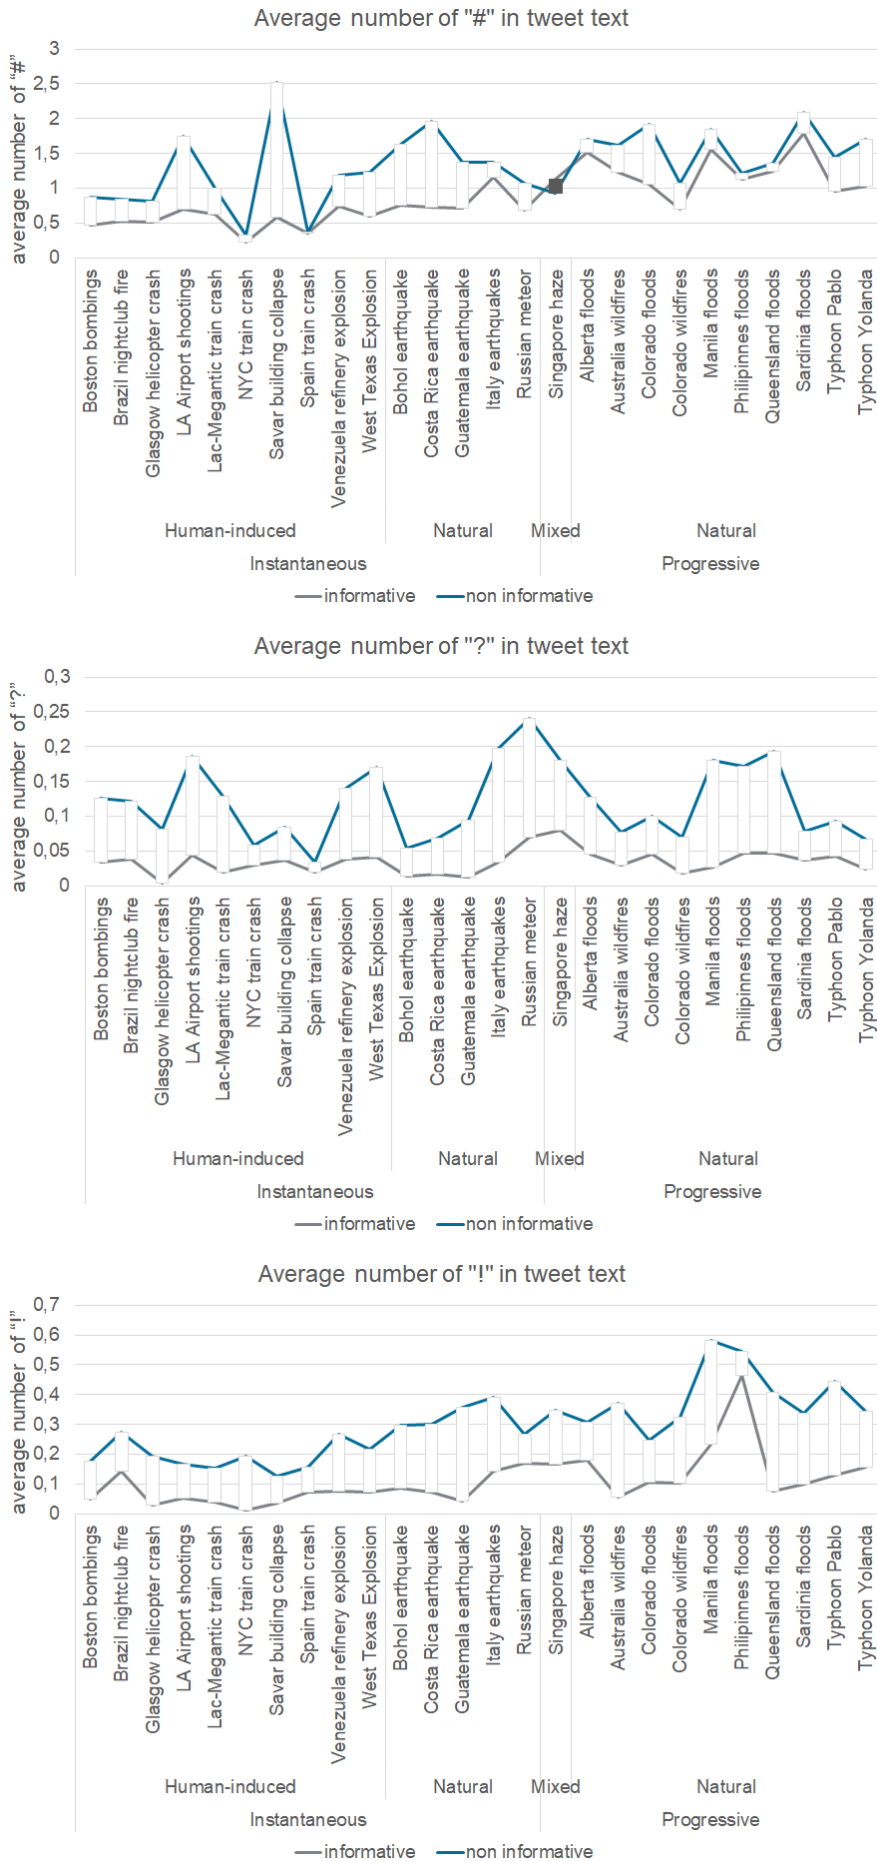 Average number of "#" in tweet text
average number of “#”
3
2,5
2
1,5
1
0,5
0
Boston bombings
Brazil nightclub fire
Glasgow helicopter crash
LA Airport shootings
Lac-Megantic train crash
NYC train crash
Savar building collapse
Spain train crash
Venezuela refinery explosion
West Texas Explosion
Bohol earthquake
Costa Rica earthquake
Guatemala earthquake
Italy earthquakes
Russian meteor
Singapore haze
Alberta floods
Australia wildfires
Colorado floods
Colorado wildfires
Manila floods
Philipinnes floods
Queensland floods
Sardinia floods
Typhoon Pablo
Typhoon Yolanda
Human-induced Natural Mixed Natural
Instantaneous Progressive
informative non informative
Average number of "?" in tweet text
average number of “?”
0,3
0,25
0,2
0,15
0,1
0,05
0
Boston bombings
Brazil nightclub fire
Glasgow helicopter crash
LA Airport shootings
Lac-Megantic train crash
NYC train crash
Savar building collapse
Spain train crash
Venezuela refinery explosion
West Texas Explosion
Bohol earthquake
Costa Rica earthquake
Guatemala earthquake
Italy earthquakes
Russian meteor
Singapore haze
Alberta floods
Australia wildfires
Colorado floods
Colorado wildfires
Manila floods
Philipinnes floods
Queensland floods
Sardinia floods
Typhoon Pablo
Typhoon Yolanda
Human-induced Natural Mixed Natural
Instantaneous Progressive
informative non informative
Average number of "!" in tweet text
average number of “!”
0,7
0,6
0,5
0,4
0,3
0,2
0,1
0
Boston bombings
Brazil nightclub fire
Glasgow helicopter crash
LA Airport shootings
Lac-Megantic train crash
NYC train crash
Savar building collapse
Spain train crash
Venezuela refinery explosion
West Texas Explosion
Bohol earthquake
Costa Rica earthquake
Guatemala earthquake
Italy earthquakes
Russian meteor
Singapore haze
Alberta floods
Australia wildfires
Colorado floods
Colorado wildfires
Manila floods
Philipinnes floods
Queensland floods
Sardinia floods
Typhoon Pablo
Typhoon Yolanda
Human-induced Natural Mixed Natural
Instantaneous Progressive
informative non informative